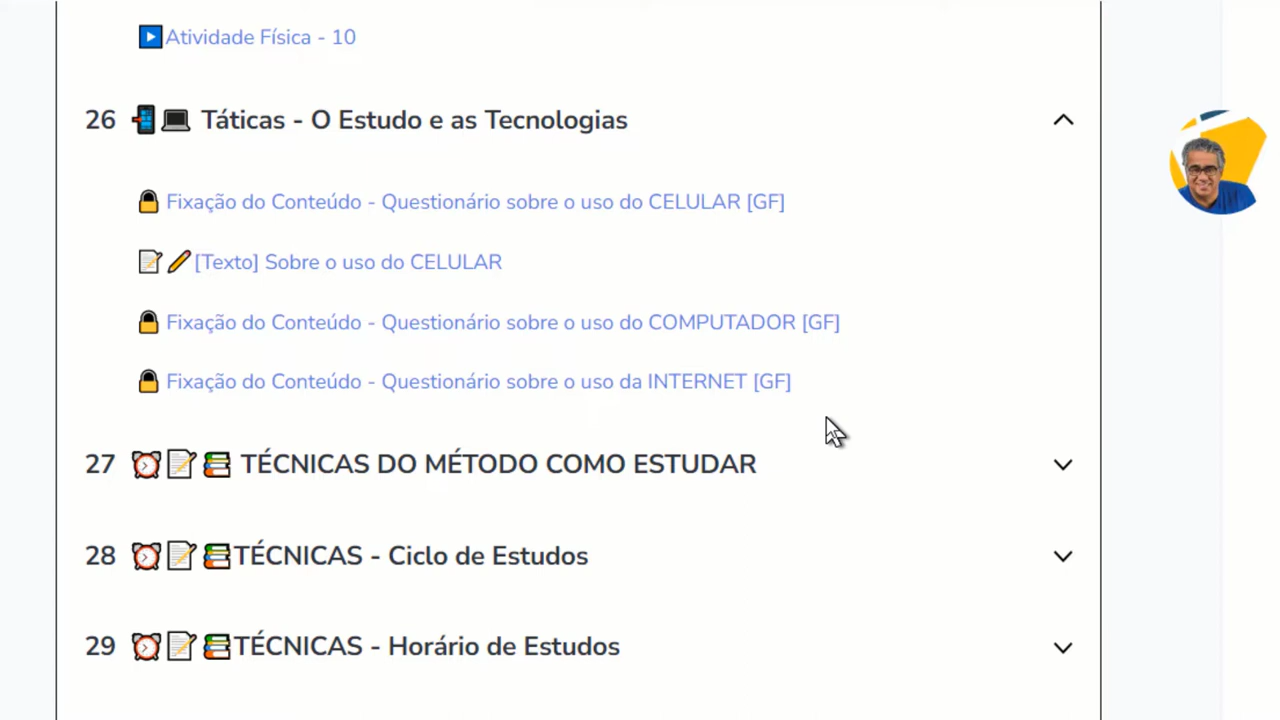 Atividade Física - 10
26 Táticas - O Estudo e as Tecnologias
Fixação do Conteúdo - Questionário sobre o uso do CELULAR [GF]
[Texto] Sobre o uso do CELULAR
Fixação do Conteúdo - Questionário sobre o uso do COMPUTADOR [GF]
Fixação do Conteúdo - Questionário sobre o uso da INTERNET [GF]
27 TÉCNICAS DO MÉTODO COMO ESTUDAR
28 TÉCNICAS - Ciclo de Estudos
29 TÉCNICAS - Horário de Estudos